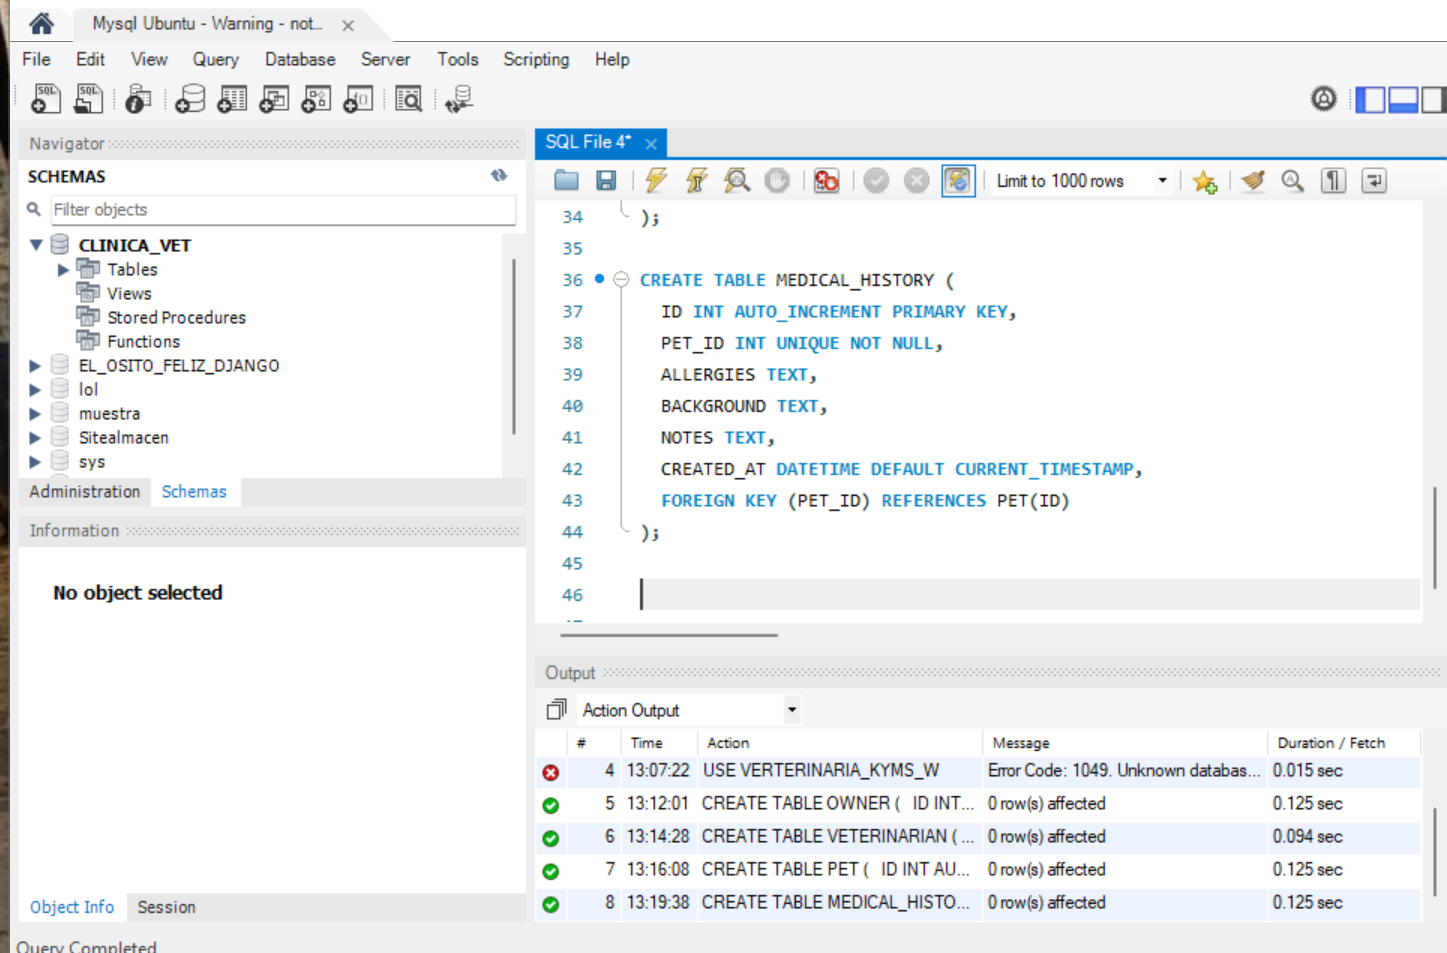 Mysql Ubuntu - Warning - not...
File Edit View Query Database Server Tools Scripting Help
Navigator
SCHEMAS
Filter objects
CLINICA_VET
Tables
Views
Stored Procedures
Functions
EL_OSITO_FELIZ_DJANGO
lol
muestra
Sitealmacen
sys
Administration Schemas
Information
No object selected
Object Info Session
Query Completed
SQL File 4*
Limit to 1000 rows
34 );
35
36 CREATE TABLE MEDICAL_HISTORY (
37 ID INT AUTO_INCREMENT PRIMARY KEY,
38 PET_ID INT UNIQUE NOT NULL,
39 ALLERGIES TEXT,
40 BACKGROUND TEXT,
41 NOTES TEXT,
42 CREATED_AT DATETIME DEFAULT CURRENT_TIMESTAMP,
43 FOREIGN KEY (PET_ID) REFERENCES PET(ID)
44 );
45
46
Output
Action Output
# Time Action Message Duration / Fetch
4 13:07:22 USE VERTERINARIA_KYMS_W Error Code: 1049. Unknown databas... 0.015 sec
5 13:12:01 CREATE TABLE OWNER ( ID INT... 0 row(s) affected 0.125 sec
6 13:14:28 CREATE TABLE VETERINARIAN ( ... 0 row(s) affected 0.094 sec
7 13:16:08 CREATE TABLE PET ( ID INT AU... 0 row(s) affected 0.125 sec
8 13:19:38 CREATE TABLE MEDICAL_HISTO... 0 row(s) affected 0.125 sec